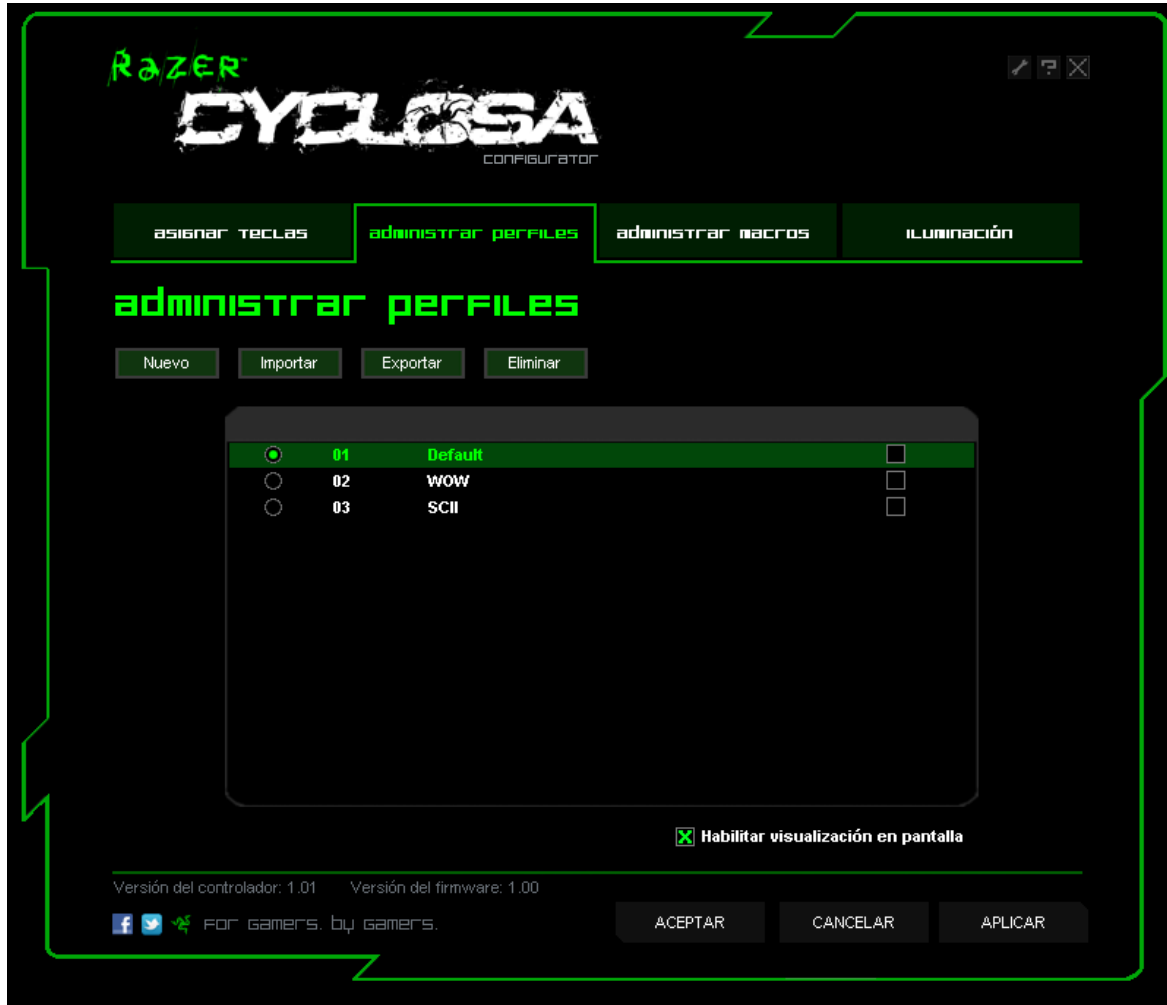 RAZER™
CYCLOSA
CONFIGURATOR
?
asignar teclas administrar perfiles administrar macros iluminación
administrar perfiles
Nuevo Importar Exportar Eliminar
01 Default
02 WOW
03 SCII
Habilitar visualización en pantalla
Versión del controlador: 1.01 Versión del firmware: 1.00
f For gamers. by gamers. ACEPTAR CANCELAR APLICAR